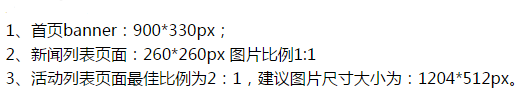 1、首页banner：900*330px；
2、新闻列表页面：260*260px 图片比例1:1
3、活动列表页面最佳比例为2：1，建议图片尺寸大小为：1204*512px。